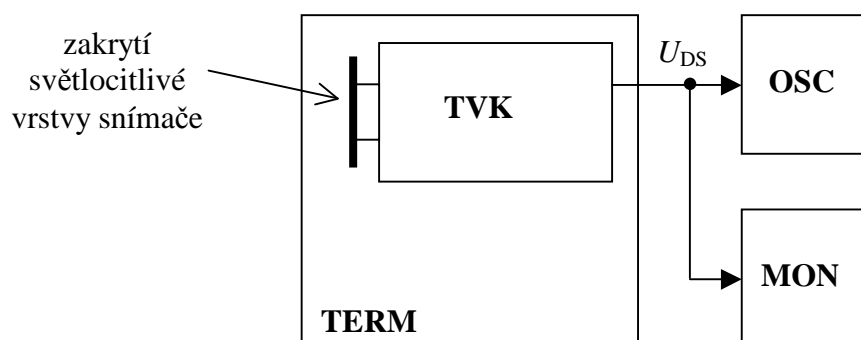 zakrytí
světlocitlivé
vrstvy snímače
TVK
U_DS
OSC
MON
TERM